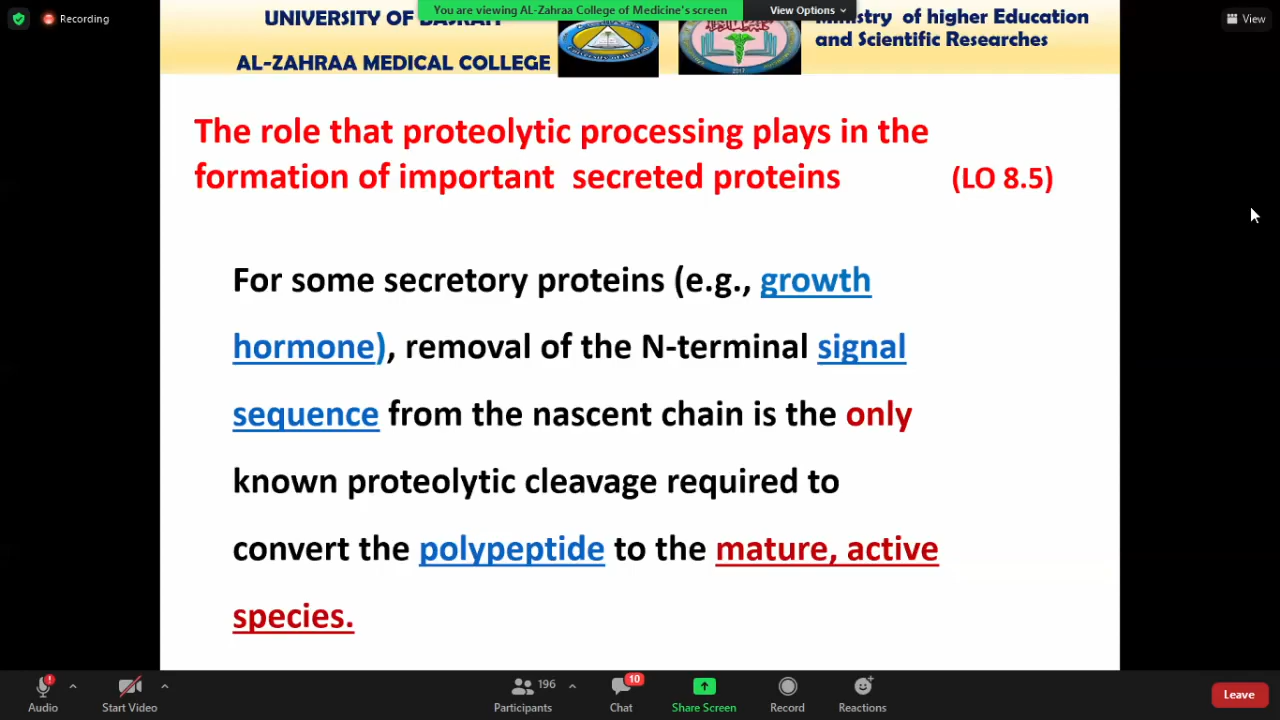 Recording
You are viewing AL-Zahraa College of Medicine's screen
View Options
View
UNIVERSITY OF BASRAH
AL-ZAHRAA MEDICAL COLLEGE
Ministry of higher Education
and Scientific Researches
2017
The role that proteolytic processing plays in the
formation of important secreted proteins (LO 8.5)
For some secretory proteins (e.g., growth
hormone), removal of the N-terminal signal
sequence from the nascent chain is the only
known proteolytic cleavage required to
convert the polypeptide to the mature, active
species.
Audio
Start Video
196
Participants
10
Chat
Share Screen
Record
Reactions
Leave